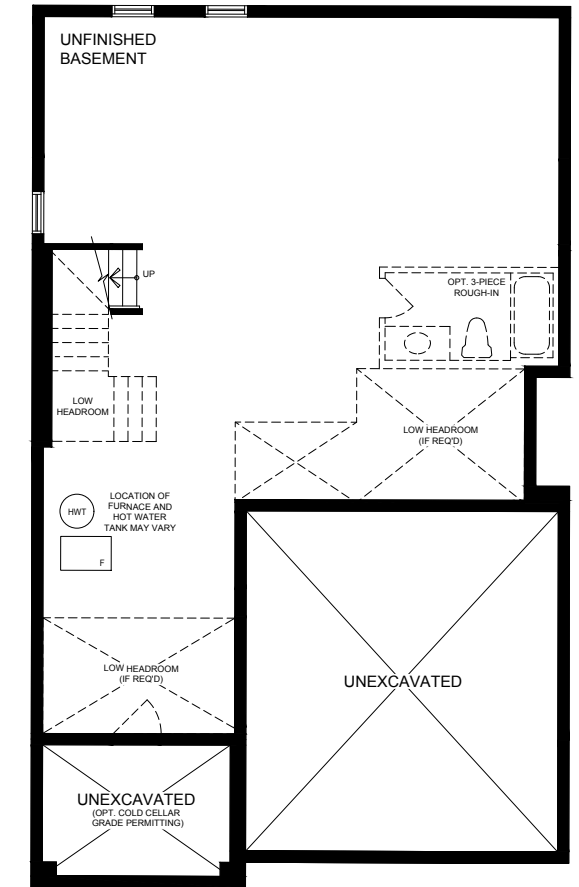 UNFINISHED
BASEMENT
UP
OPT. 3-PIECE
ROUGH-IN
LOW
HEADROOM
LOW HEADROOM
(IF REQ'D)
HWT
LOCATION OF
FURNACE AND
HOT WATER
TANK MAY VARY
F
LOW HEADROOM
(IF REQ'D)
UNEXCAVATED
UNEXCAVATED
(OPT. COLD CELLAR
GRADE PERMITTING)